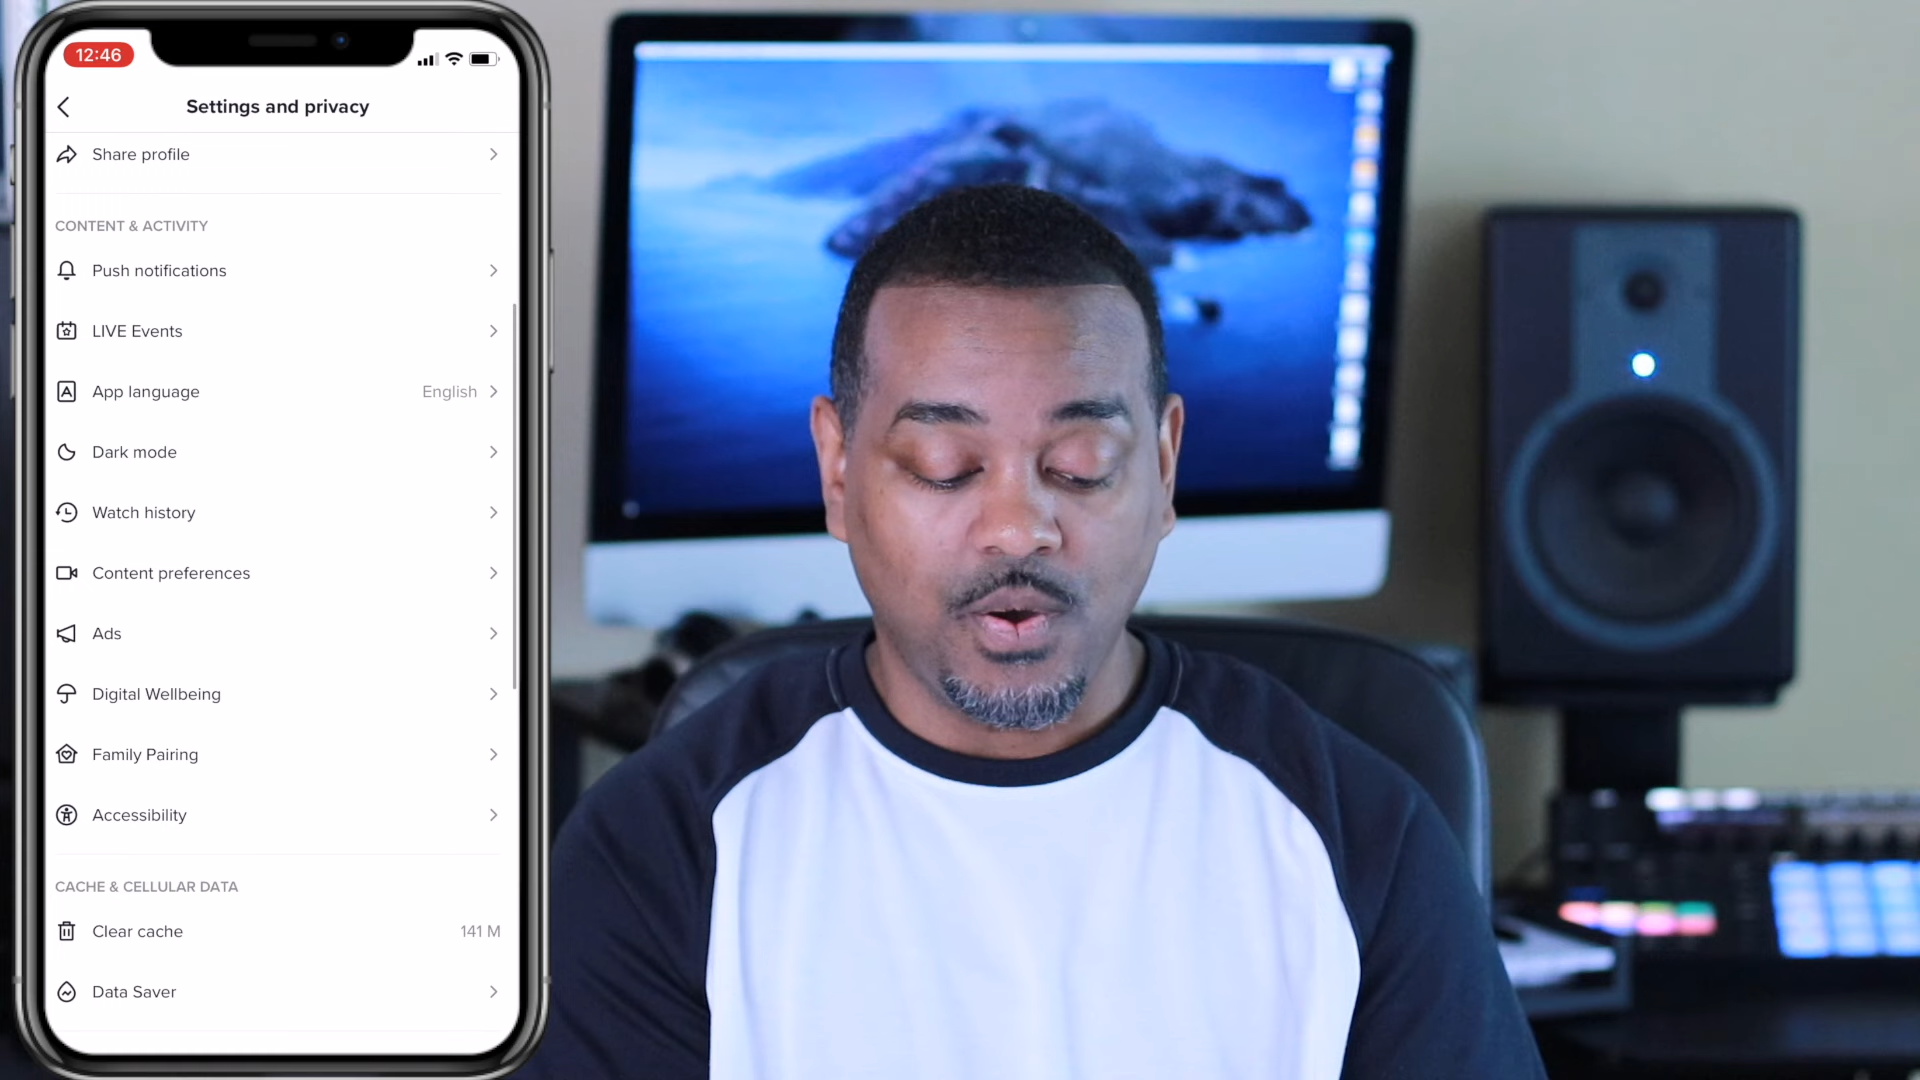 12:46
Settings and privacy
Share profile
CONTENT & ACTIVITY
Push notifications
LIVE Events
App language English
Dark mode
Watch history
Content preferences
Ads
Digital Wellbeing
Family Pairing
Accessibility
CACHE & CELLULAR DATA
Clear cache 141 M
Data Saver